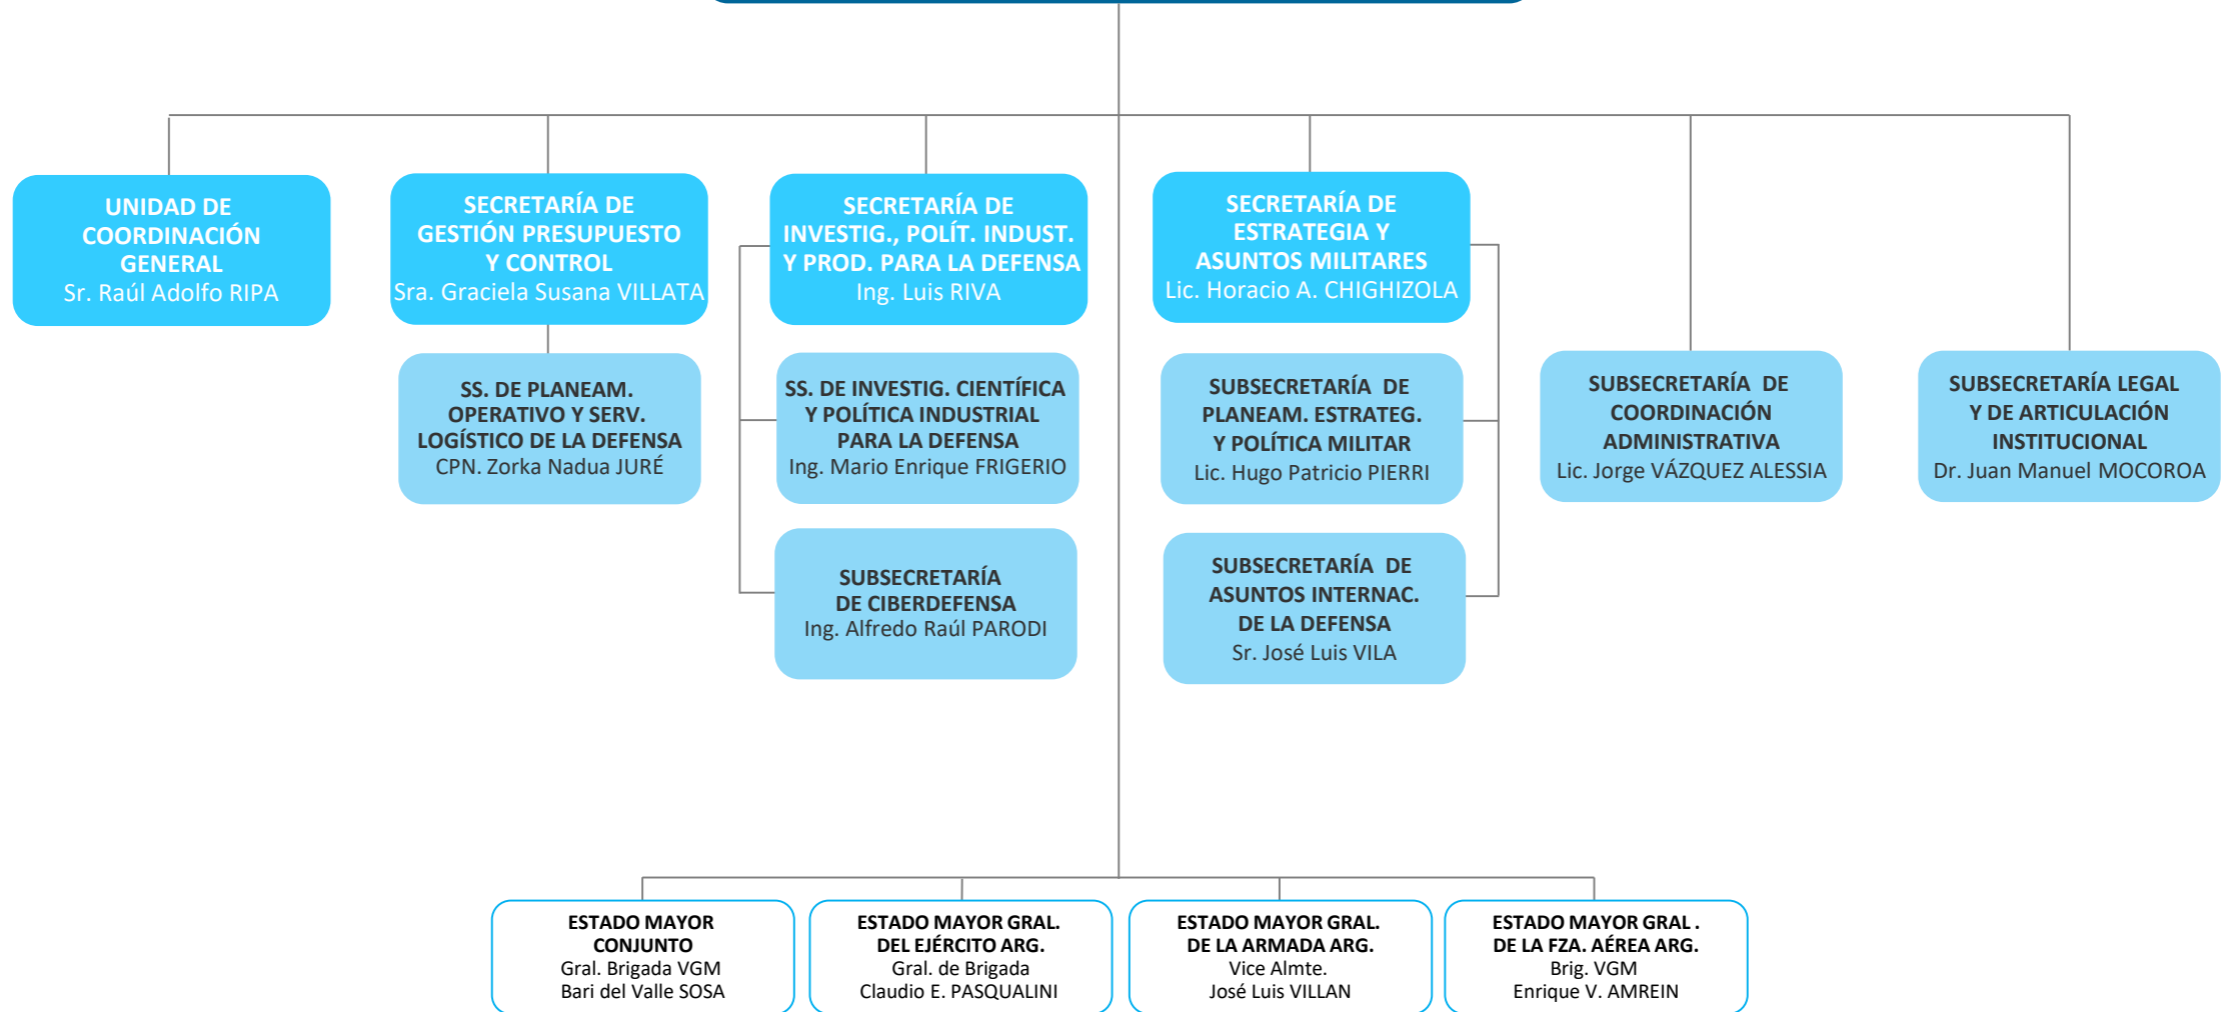 UNIDAD DE
COORDINACIÓN
GENERAL
Sr. Raúl Adolfo RIPA
SECRETARÍA DE
GESTIÓN PRESUPUESTO
Y CONTROL
Sra. Graciela Susana VILLATA
SECRETARÍA DE
INVESTIG., POLÍT. INDUST.
Y PROD. PARA LA DEFENSA
Ing. Luis RIVA
SECRETARÍA DE
ESTRATEGIA Y
ASUNTOS MILITARES
Lic. Horacio A. CHIGHIZOLA
SS. DE PLANEAM.
OPERATIVO Y SERV.
LOGÍSTICO DE LA DEFENSA
CPN. Zorka Nadua JURÉ
SS. DE INVESTIG. CIENTÍFICA
Y POLÍTICA INDUSTRIAL
PARA LA DEFENSA
Ing. Mario Enrique FRIGERIO
SUBSECRETARÍA DE
PLANEAM. ESTRATEG.
Y POLÍTICA MILITAR
Lic. Hugo Patricio PIERRI
SUBSECRETARÍA DE
COORDINACIÓN
ADMINISTRATIVA
Lic. Jorge VÁZQUEZ ALESSIA
SUBSECRETARÍA LEGAL
Y DE ARTICULACIÓN
INSTITUCIONAL
Dr. Juan Manuel MOCOROA
SUBSECRETARÍA
DE CIBERDEFENSA
Ing. Alfredo Raúl PARODI
SUBSECRETARÍA DE
ASUNTOS INTERNAC.
DE LA DEFENSA
Sr. José Luis VILA
ESTADO MAYOR
CONJUNTO
Gral. Brigada VGM
Bari del Valle SOSA
ESTADO MAYOR GRAL.
DEL EJÉRCITO ARG.
Gral. de Brigada
Claudio E. PASQUALINI
ESTADO MAYOR GRAL.
DE LA ARMADA ARG.
Vice Almte.
José Luis VILLAN
ESTADO MAYOR GRAL .
DE LA FZA. AÉREA ARG.
Brig. VGM
Enrique V. AMREIN